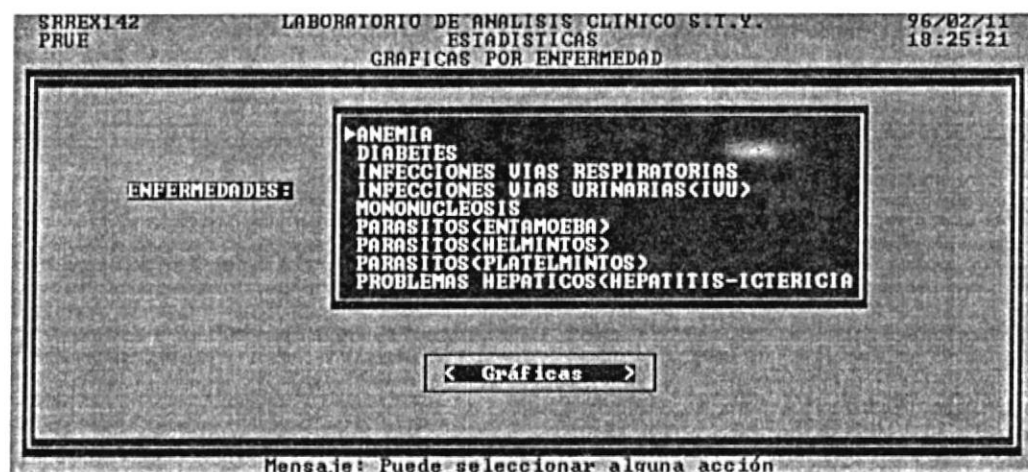 SRREX142 LABORATORIO DE ANALISIS CLINICO S.T.Y. 96/02/11
PRUE ESTADISTICAS 18:25:21
GRAFICAS POR ENFERMEDAD
►ANEMIA
DIABETES
INFECCIONES VIAS RESPIRATORIAS
ENFERMEDADES: INFECCIONES VIAS URINARIAS(IVU)
MONONUCLEOSIS
PARASITOS(ENTAMOEBA)
PARASITOS(HELMINTOS)
PARASITOS(PLATELMINTOS)
PROBLEMAS HEPATICOS(HEPATITIS-ICTERICIA
< Gráficas >
Mensaje: Puede seleccionar alguna acción